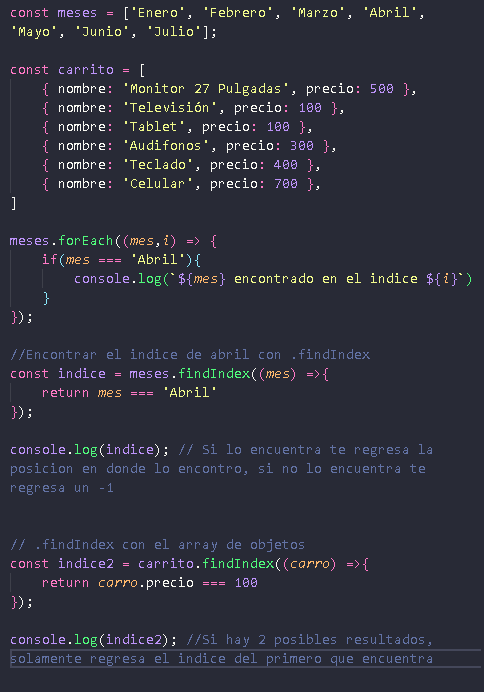 const meses = ['Enero', 'Febrero', 'Marzo', 'Abril',
'Mayo', 'Junio', 'Julio'];
const carrito = [
{ nombre: 'Monitor 27 Pulgadas', precio: 500 },
{ nombre: 'Televisión', precio: 100 },
{ nombre: 'Tablet', precio: 100 },
{ nombre: 'Audifonos', precio: 300 },
{ nombre: 'Teclado', precio: 400 },
{ nombre: 'Celular', precio: 700 },
]
meses.forEach((mes,i) => {
if(mes === 'Abril'){
console.log(`${mes} encontrado en el indice ${i}`)
}
});
//Encontrar el indice de abril con .findIndex
const indice = meses.findIndex((mes) =>{
return mes === 'Abril'
});
console.log(indice); // Si lo encuentra te regresa la
posicion en donde lo encontro, si no lo encuentra te
regresa un -1
// .findIndex con el array de objetos
const indice2 = carrito.findIndex((carro) =>{
return carro.precio === 100
});
console.log(indice2); //Si hay 2 posibles resultados,
solamente regresa el indice del primero que encuentra